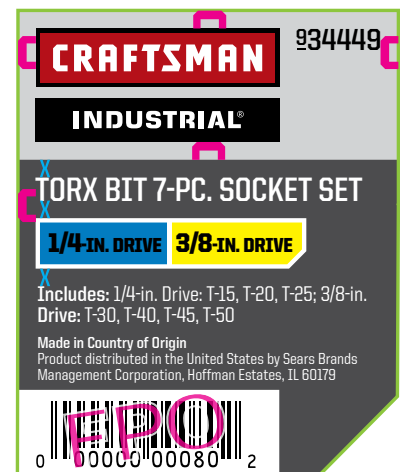 CRAFTSMAN
934449
INDUSTRIAL®
TORX BIT 7-PC. SOCKET SET
1/4-IN. DRIVE 3/8-IN. DRIVE
Includes: 1/4-in. Drive: T-15, T-20, T-25; 3/8-in.
Drive: T-30, T-40, T-45, T-50
Made in Country of Origin
Product distributed in the United States by Sears Brands
Management Corporation, Hoffman Estates, IL 60179
FPO
0 00000 00080 2